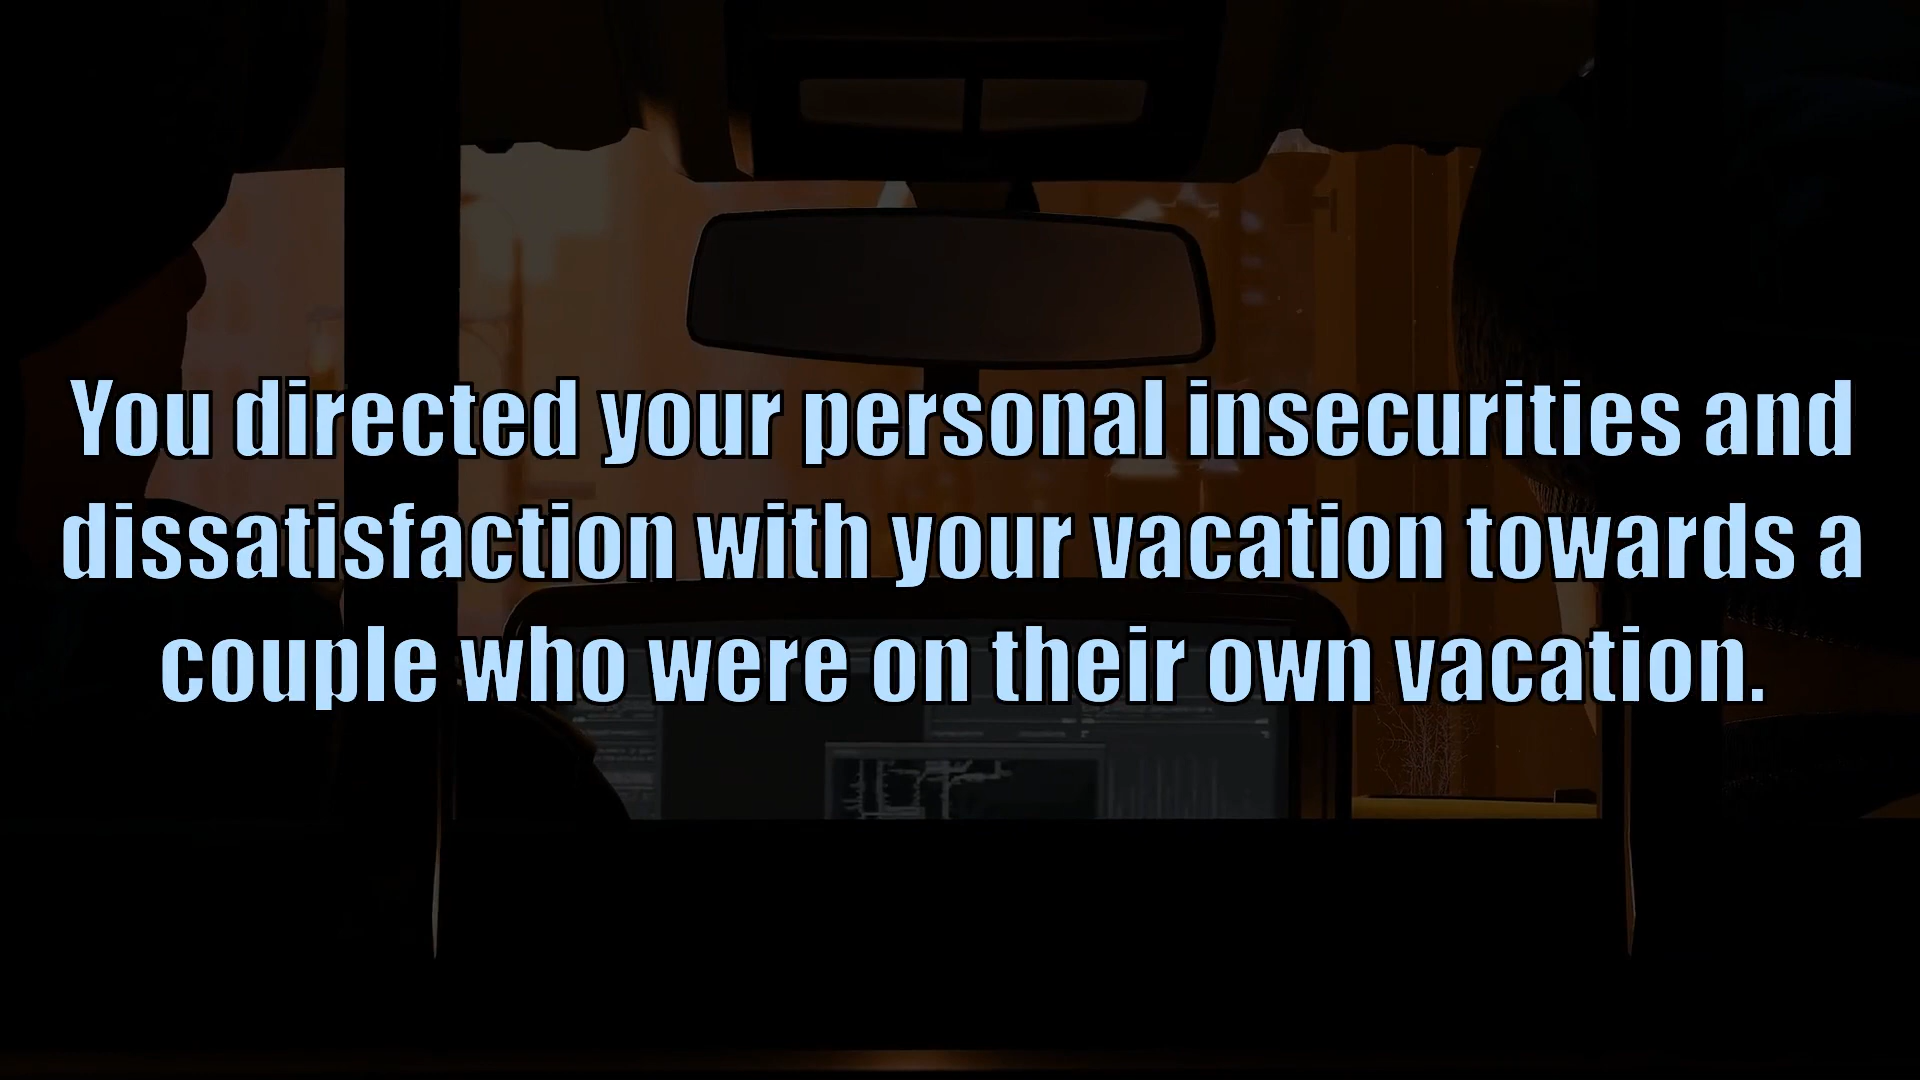 You directed your personal insecurities and
dissatisfaction with your vacation towards a
couple who were on their own vacation.